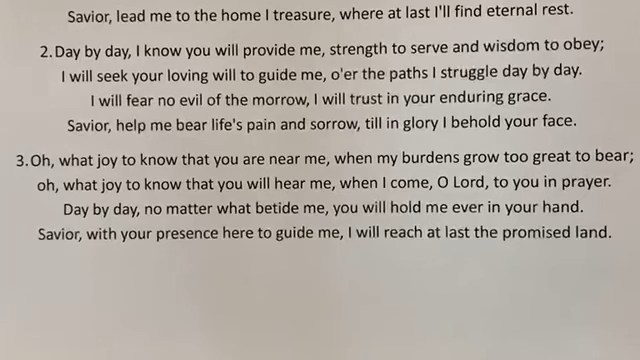 Savior, lead me to the home I treasure, where at last I'll find eternal rest.
2. Day by day, I know you will provide me, strength to serve and wisdom to obey;
I will seek your loving will to guide me, o'er the paths I struggle day by day.
I will fear no evil of the morrow, I will trust in your enduring grace.
Savior, help me bear life's pain and sorrow, till in glory I behold your face.
3. Oh, what joy to know that you are near me, when my burdens grow too great to bear;
oh, what joy to know that you will hear me, when I come, O Lord, to you in prayer.
Day by day, no matter what betide me, you will hold me ever in your hand.
Savior, with your presence here to guide me, I will reach at last the promised land.